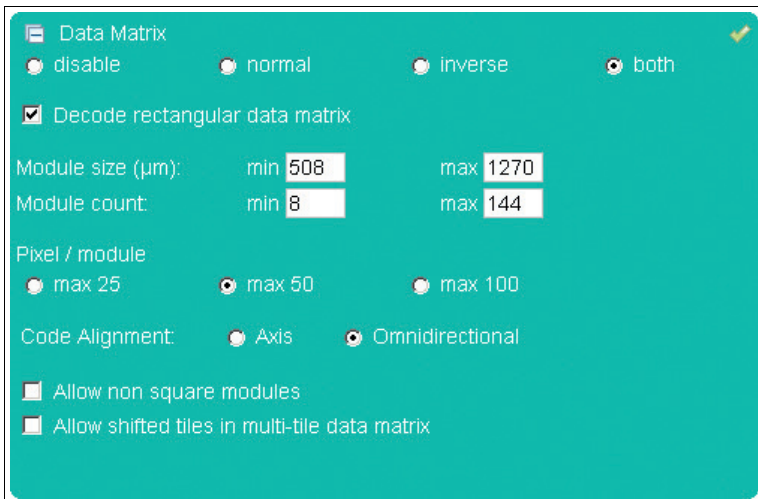 Data Matrix
disable normal inverse both
Decode rectangular data matrix
Module size (µm): min 508 max 1270
Module count: min 8 max 144
Pixel / module
max 25 max 50 max 100
Code Alignment: Axis Omnidirectional
Allow non square modules
Allow shifted tiles in multi-tile data matrix